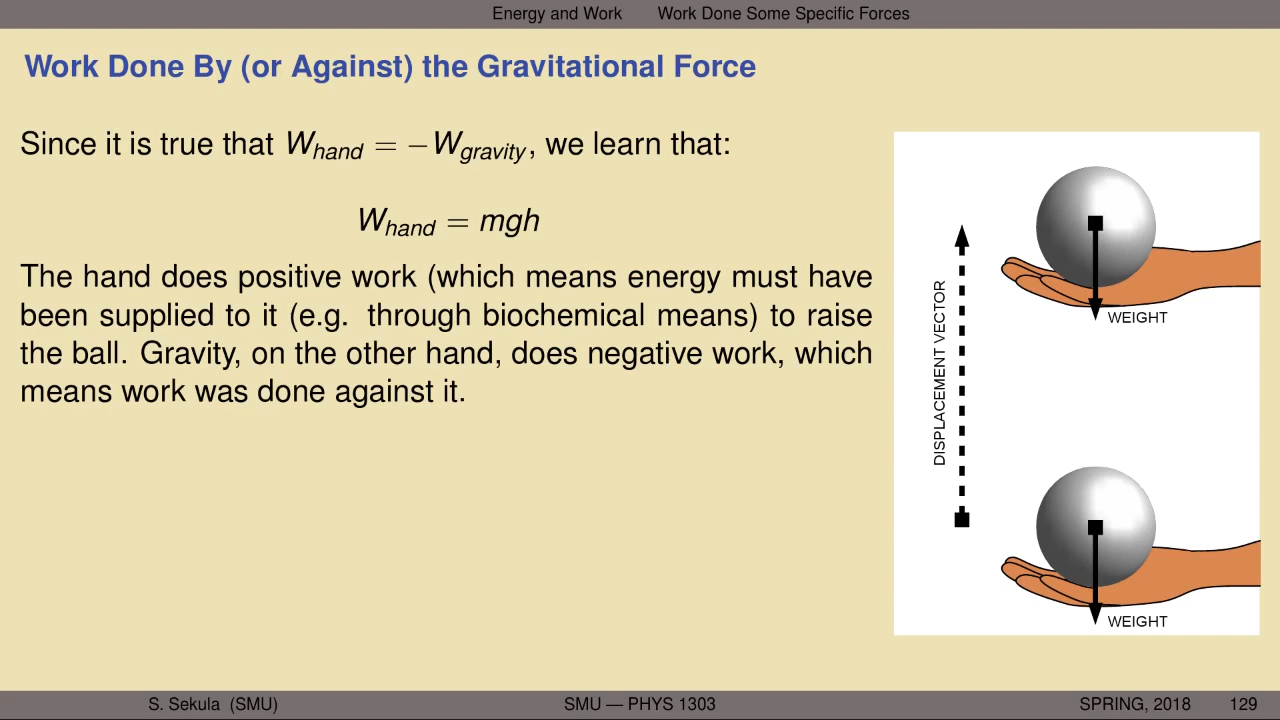 Energy and Work Work Done Some Specific Forces
Work Done By (or Against) the Gravitational Force
Since it is true that W_hand = −W_gravity, we learn that:
W_hand = mgh
The hand does positive work (which means energy must have
been supplied to it (e.g. through biochemical means) to raise
the ball. Gravity, on the other hand, does negative work, which
means work was done against it.
DISPLACEMENT VECTOR
WEIGHT
WEIGHT
S. Sekula (SMU) SMU — PHYS 1303 SPRING, 2018 129